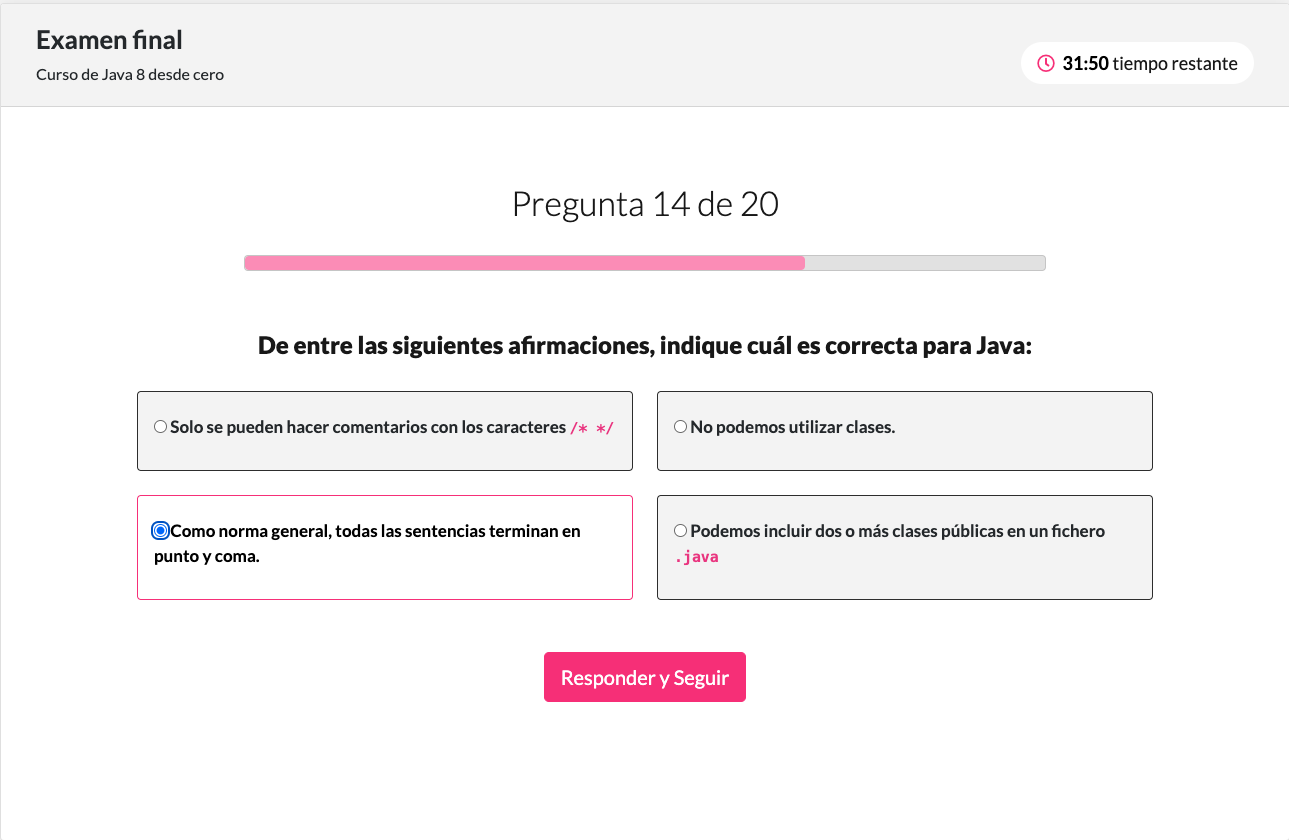 Examen final
Curso de Java 8 desde cero
31:50 tiempo restante
Pregunta 14 de 20
De entre las siguientes afirmaciones, indique cuál es correcta para Java:
Solo se pueden hacer comentarios con los caracteres /* */
No podemos utilizar clases.
Como norma general, todas las sentencias terminan en
punto y coma.
Podemos incluir dos o más clases públicas en un fichero
.java
Responder y Seguir